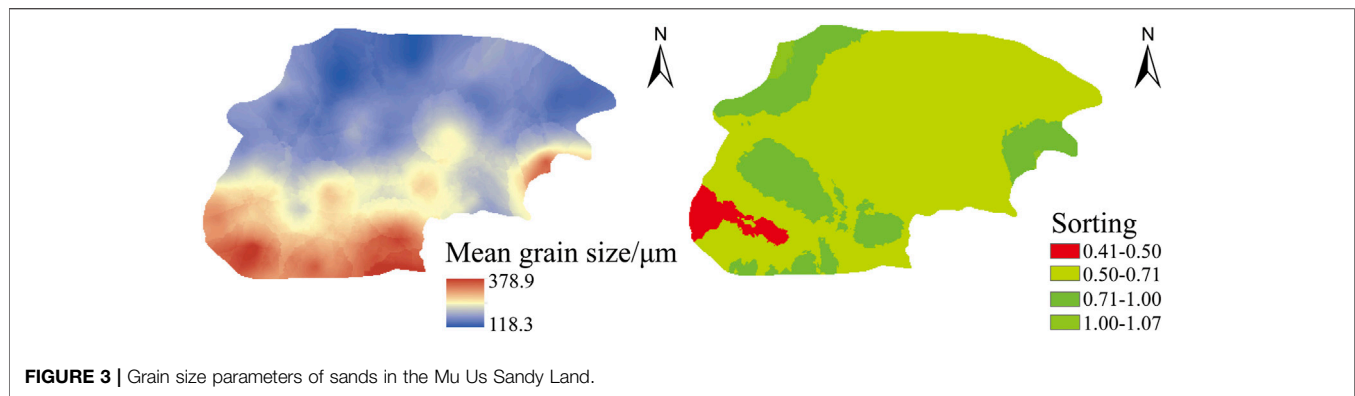 N
N
Mean grain size/μm
378.9
118.3
Sorting
0.41-0.50
0.50-0.71
0.71-1.00
1.00-1.07
FIGURE 3 | Grain size parameters of sands in the Mu Us Sandy Land.